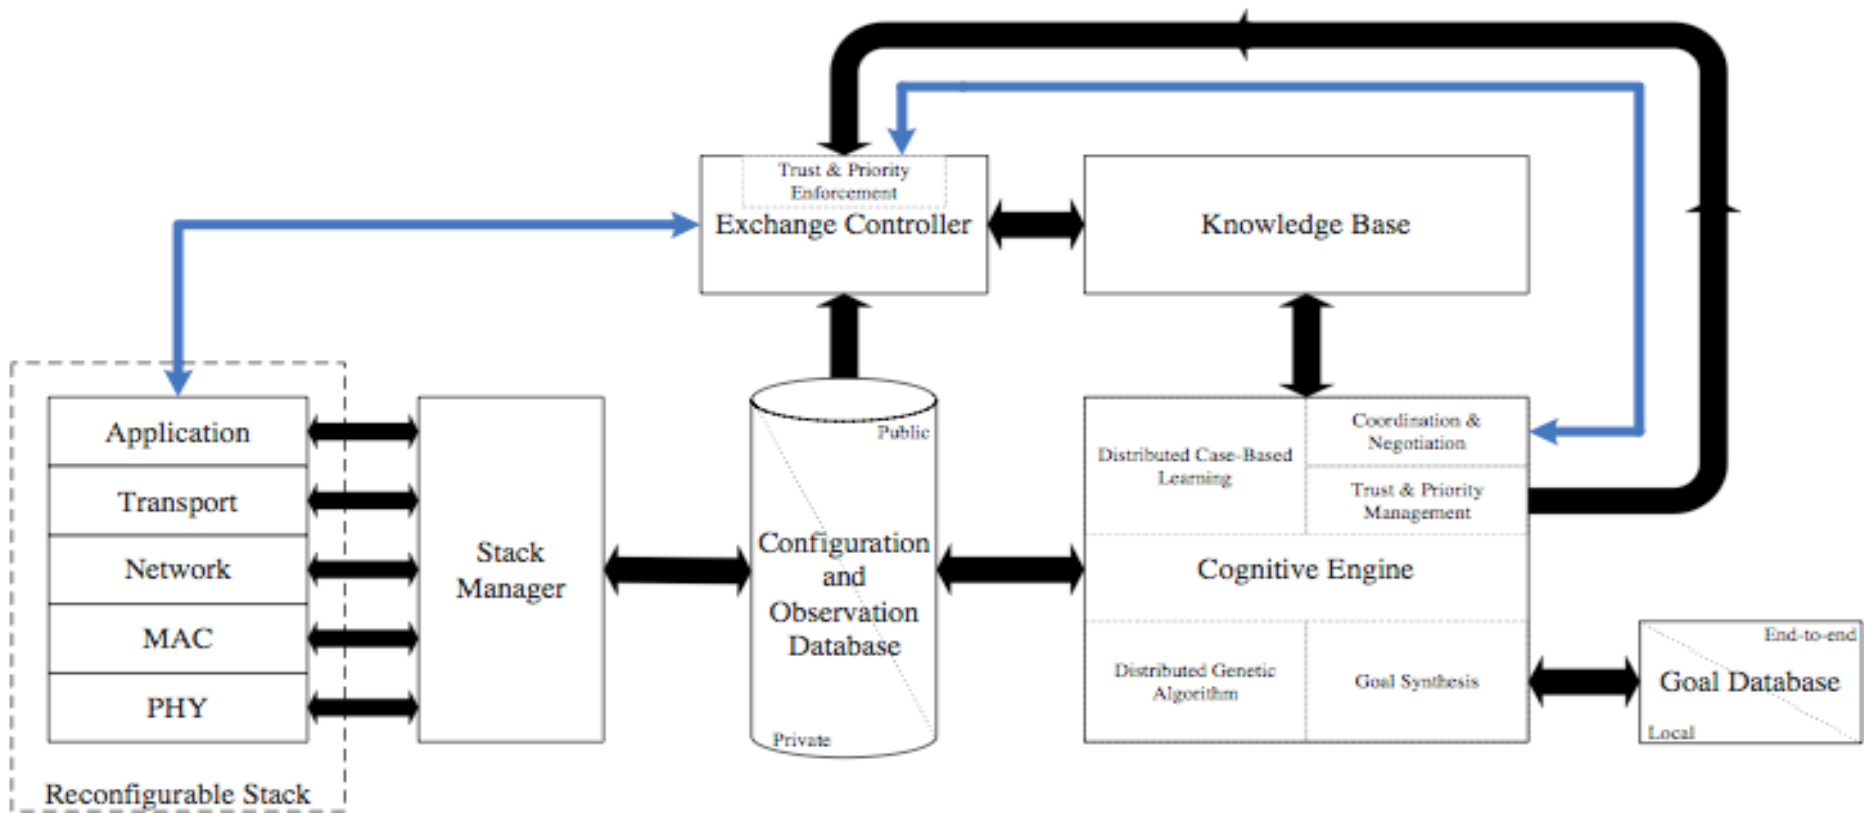 Trust & Priority
Enforcement
Exchange Controller
Knowledge Base
Application
Transport
Network
MAC
PHY
Reconfigurable Stack
Stack
Manager
Public
Configuration
and
Observation
Database
Private
Distributed Case-Based
Learning
Coordination &
Negotiation
Trust & Priority
Management
Cognitive Engine
Distributed Genetic
Algorithm
Goal Synthesis
End-to-end
Goal Database
Local